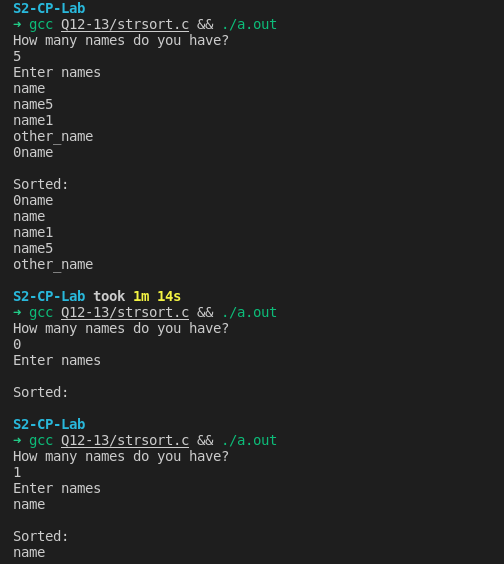 S2-CP-Lab
➜ gcc Q12-13/strsort.c && ./a.out
How many names do you have?
5
Enter names
name
name5
name1
other_name
0name

Sorted:
0name
name
name1
name5
other_name

S2-CP-Lab took 1m 14s
➜ gcc Q12-13/strsort.c && ./a.out
How many names do you have?
0
Enter names

Sorted:

S2-CP-Lab
➜ gcc Q12-13/strsort.c && ./a.out
How many names do you have?
1
Enter names
name

Sorted:
name